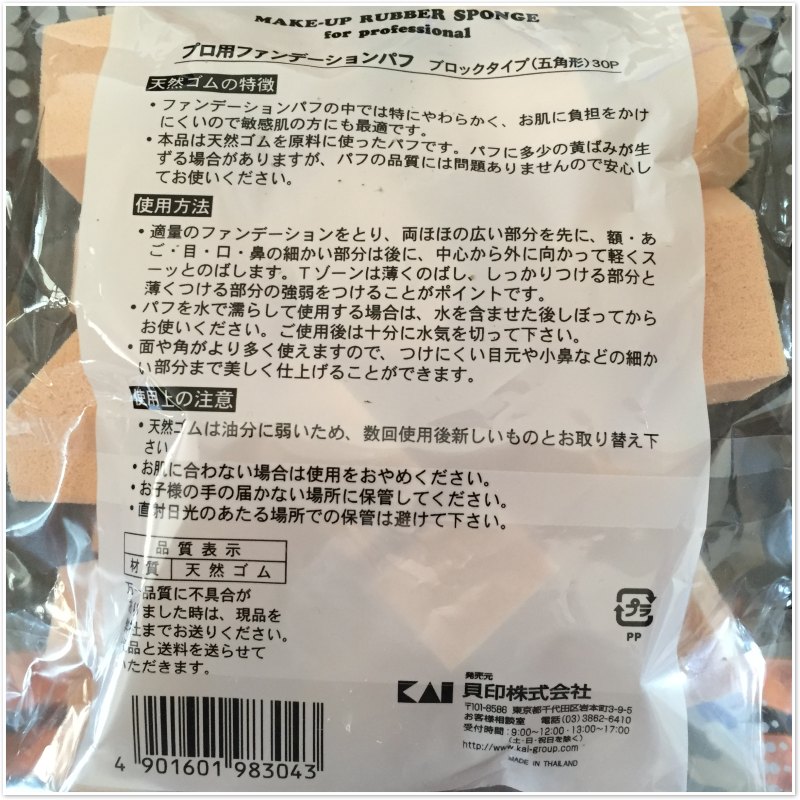 MAKE-UP RUBBER SPONGE
for professional
プロ用ファンデーションパフ ブロックタイプ(五角形)30P
天然ゴムの特徴
・ファンデーションパフの中では特にやわらかく、お肌に負担をかけ
にくいので敏感肌の方にも最適です。
・本品は天然ゴムを原料に使ったパフです。パフに多少の黄ばみが生
ずる場合がありますが、パフの品質には問題ありませんので安心し
てお使いください。
使用方法
・適量のファンデーションをとり、両ほほの広い部分を先に、額・あ
ご・目・口・鼻の細かい部分は後に、中心から外に向かって軽くス
ーッとのばします。Tゾーンは薄くのばし、しっかりつける部分と
薄くつける部分の強弱をつけることがポイントです。
・パフを水で濡らして使用する場合は、水を含ませた後しぼってから
お使いください。ご使用後は十分に水気を切って下さい。
・面や角がより多く使えますので、つけにくい目元や小鼻などの細か
い部分まで美しく仕上げることができます。
使用上の注意
・天然ゴムは油分に弱いため、数回使用後新しいものとお取り替え下
さい。
・お肌に合わない場合は使用をおやめください。
・お子様の手の届かない場所に保管してください。
・直射日光のあたる場所での保管は避けて下さい。
品質表示
材質 天然ゴム
万一品質に不具合が
りました時は、現品を
社までお送りください。
品と送料を送らせて
いただきます。
プラ
PP
発売元
KAI 貝印株式会社
〒101-8586 東京都千代田区岩本町3-9-5
お客様相談室 電話(03)3862-6410
受付時間:9:00~12:00・13:00~17:00
(土・日・祝日を除く)
http://www.kai-group.com
MADE IN THAILAND
4 901601 983043